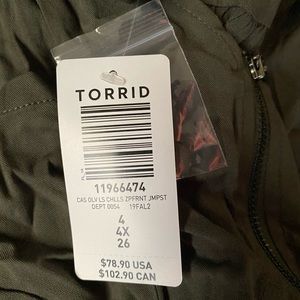 TORRID
11966474
CAS OLV LS CHLLS ZPFRNT JMPST
DEPT 0054 19FAL2
4
4X
26
$78.90 USA
$102.90 CAN